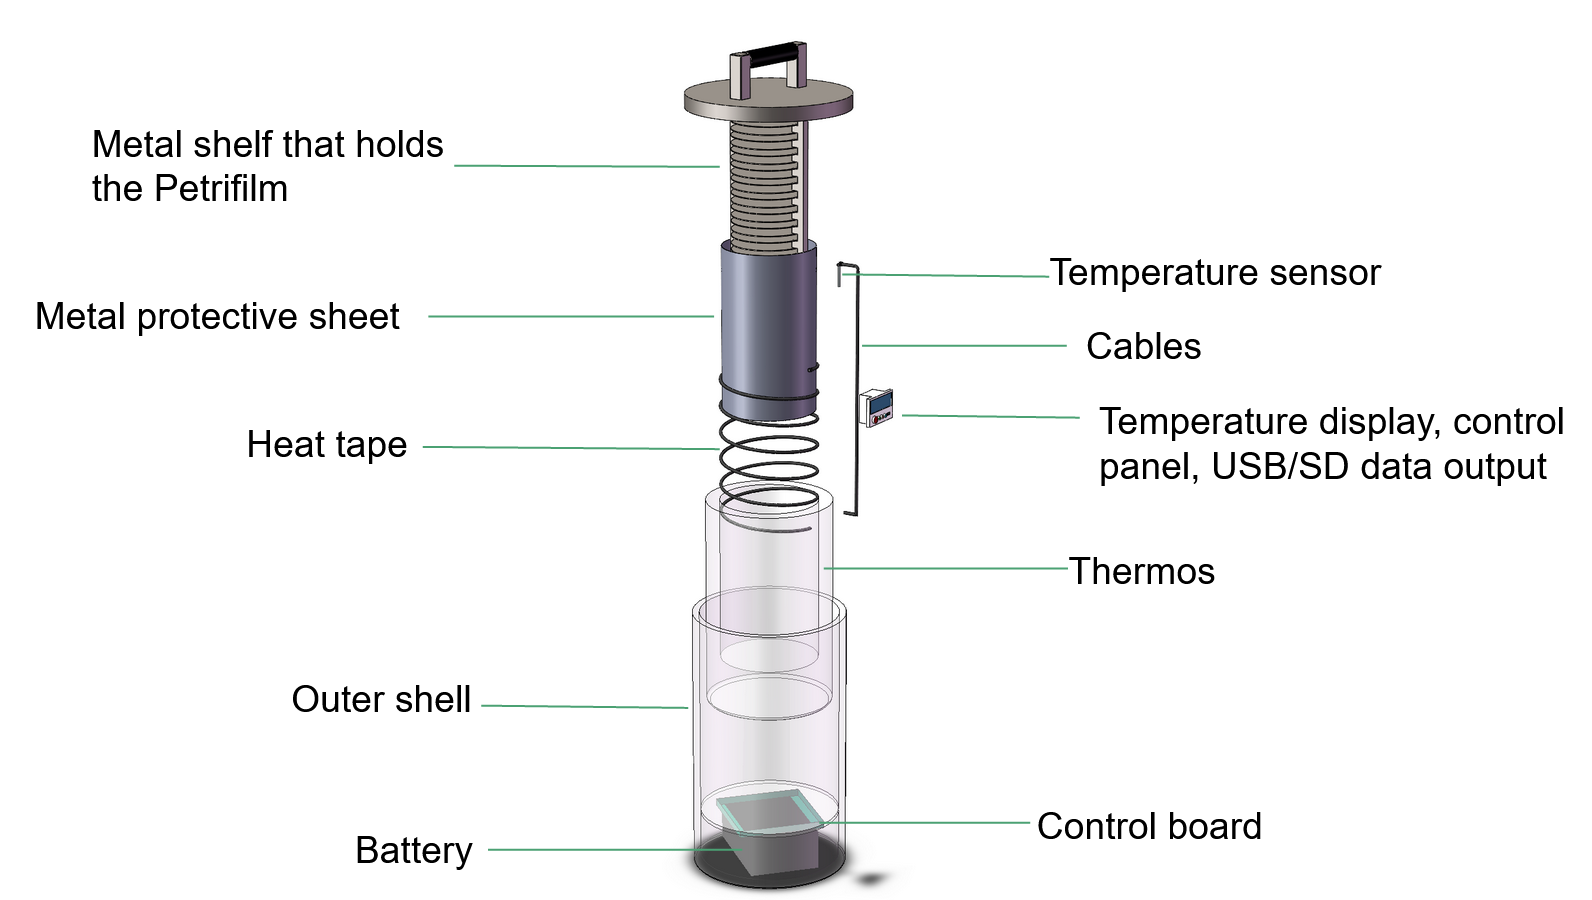 Metal shelf that holds
the Petrifilm
Temperature sensor
Metal protective sheet
Cables
Temperature display, control
panel, USB/SD data output
Heat tape
Thermos
Outer shell
Control board
Battery